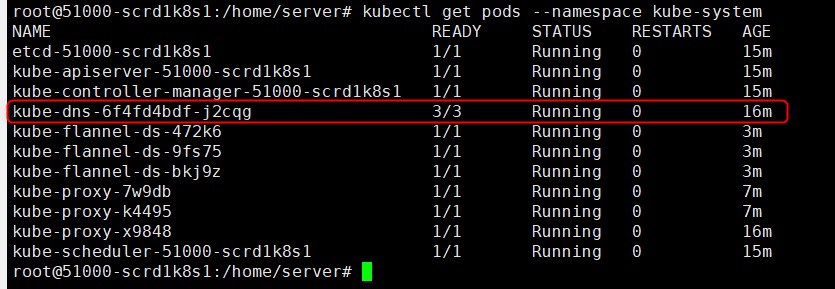 root@51000-scrd1k8s1:/home/server# kubectl get pods --namespace kube-system
NAME READY STATUS RESTARTS AGE
etcd-51000-scrd1k8s1 1/1 Running 0 15m
kube-apiserver-51000-scrd1k8s1 1/1 Running 0 15m
kube-controller-manager-51000-scrd1k8s1 1/1 Running 0 15m
kube-dns-6f4fd4bdf-j2cqg 3/3 Running 0 16m
kube-flannel-ds-472k6 1/1 Running 0 3m
kube-flannel-ds-9fs75 1/1 Running 0 3m
kube-flannel-ds-bkj9z 1/1 Running 0 3m
kube-proxy-7w9db 1/1 Running 0 7m
kube-proxy-k4495 1/1 Running 0 7m
kube-proxy-x9848 1/1 Running 0 16m
kube-scheduler-51000-scrd1k8s1 1/1 Running 0 15m
root@51000-scrd1k8s1:/home/server#